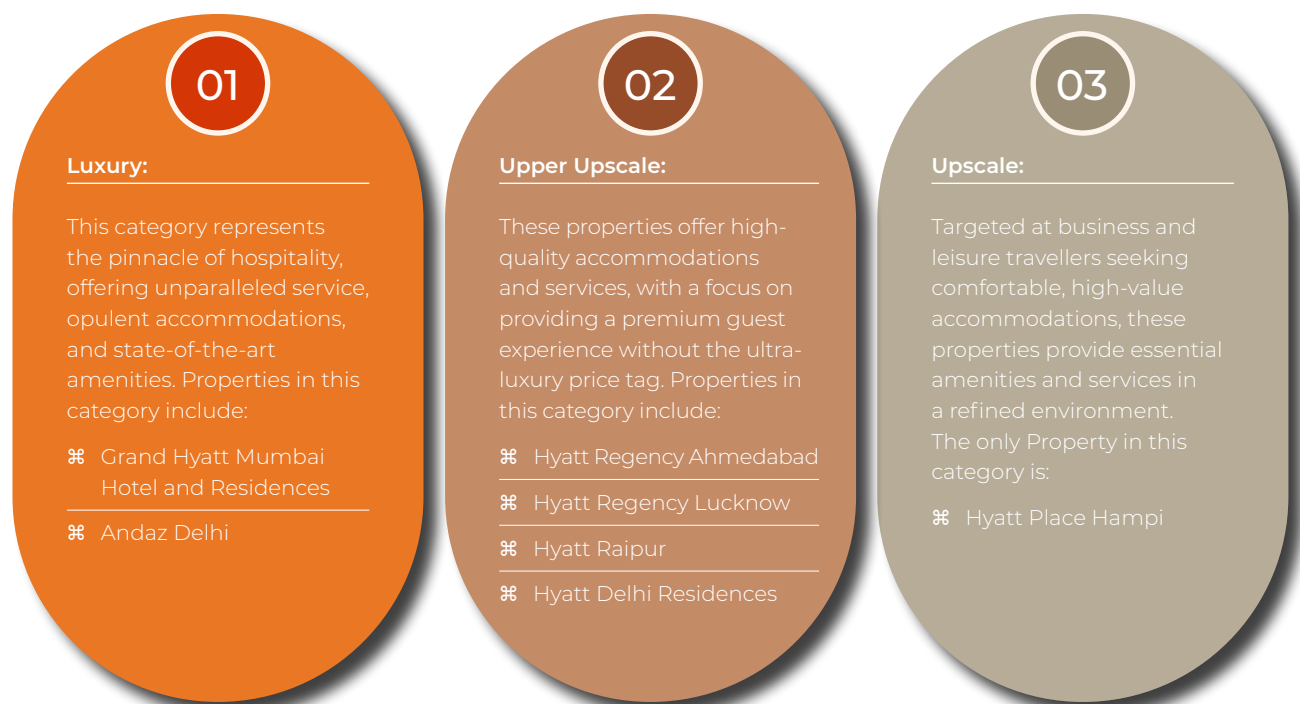 01
Luxury:
This category represents
the pinnacle of hospitality,
offering unparalleled service,
opulent accommodations,
and state-of-the-art
amenities. Properties in this
category include:
⌘ Grand Hyatt Mumbai
Hotel and Residences
⌘ Andaz Delhi
02
Upper Upscale:
These properties offer high-
quality accommodations
and services, with a focus on
providing a premium guest
experience without the ultra-
luxury price tag. Properties in
this category include:
⌘ Hyatt Regency Ahmedabad
⌘ Hyatt Regency Lucknow
⌘ Hyatt Raipur
⌘ Hyatt Delhi Residences
03
Upscale:
Targeted at business and
leisure travellers seeking
comfortable, high-value
accommodations, these
properties provide essential
amenities and services in
a refined environment.
The only Property in this
category is:
⌘ Hyatt Place Hampi